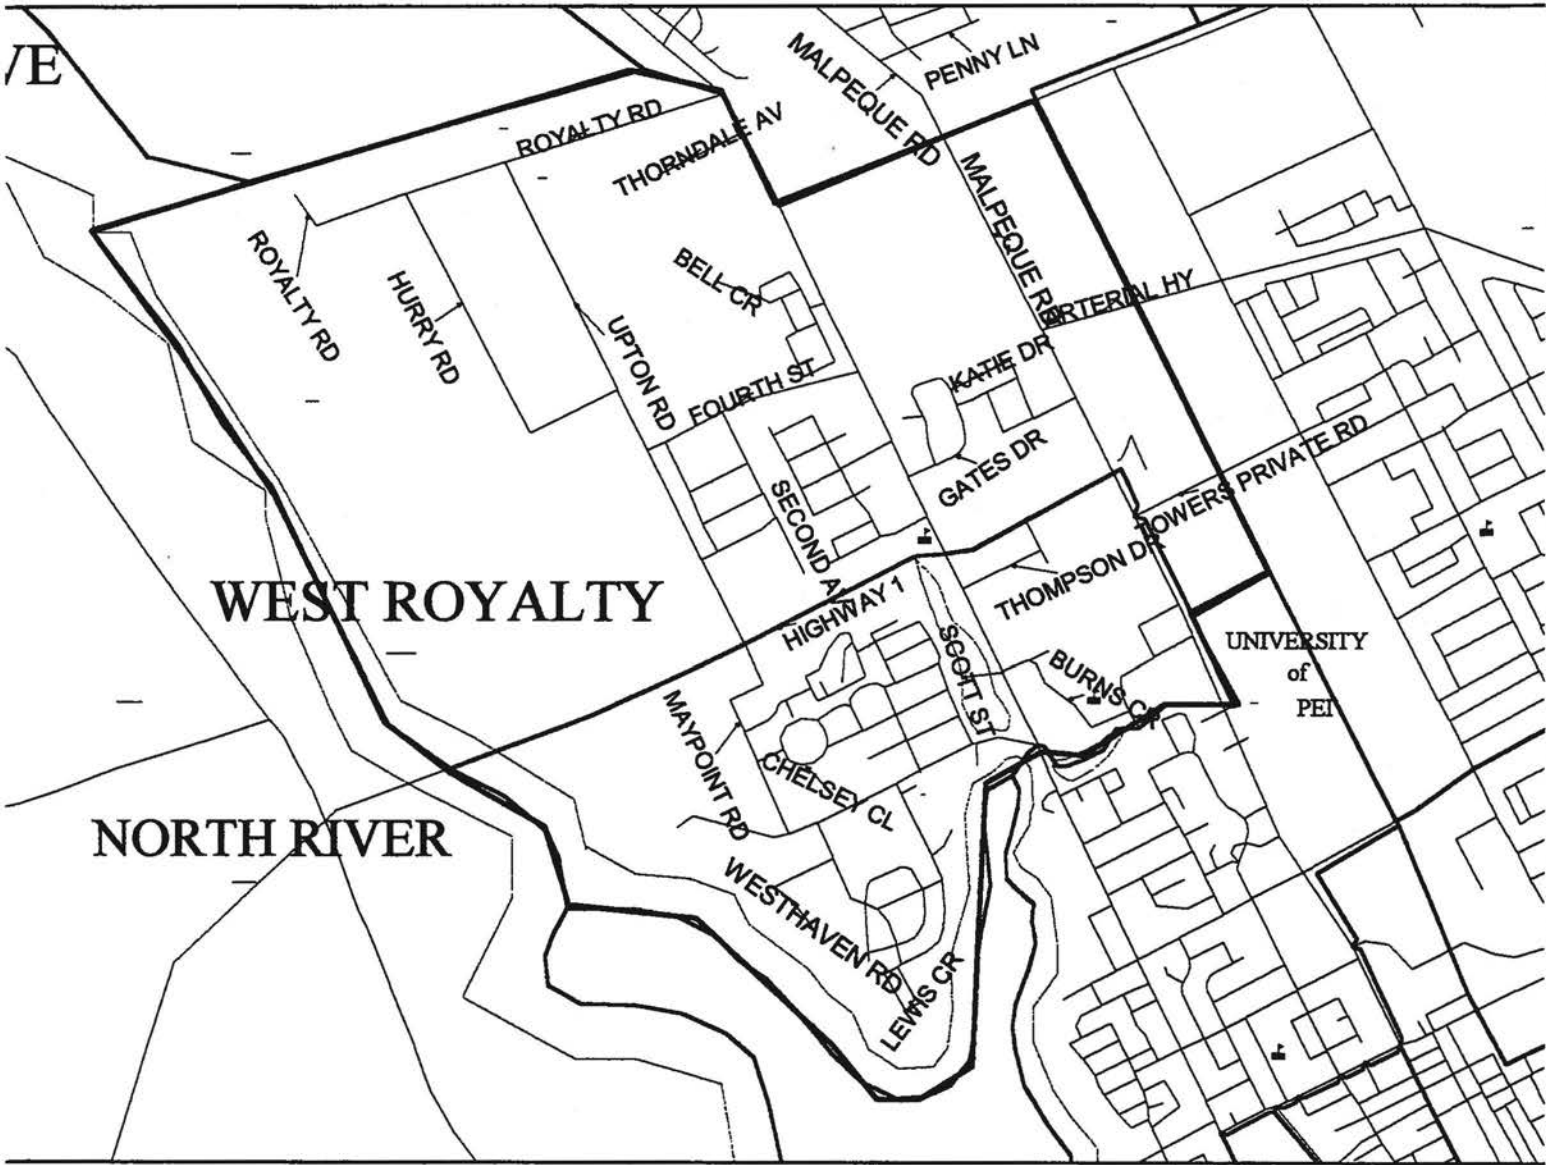 /E
MALPEQUE RD
PENNY LN
ROYALTY RD
THORNDALE AV
MALPEQUE RD
ROYALTY RD
HURRY RD
BELL CR
UPTON RD
ARTERIAL HY
KATIE DR
FOURTH ST
GATES DR
SECOND AV
TOWERS PRIVATE RD
THOMPSON DR
WEST ROYALTY
HIGHWAY 1
SCOTT ST
BURNS CR
UNIVERSITY
of
PEI
MAYPOINT RD
CHELSEY CL
NORTH RIVER
WESTHAVEN RD
LEWIS CR